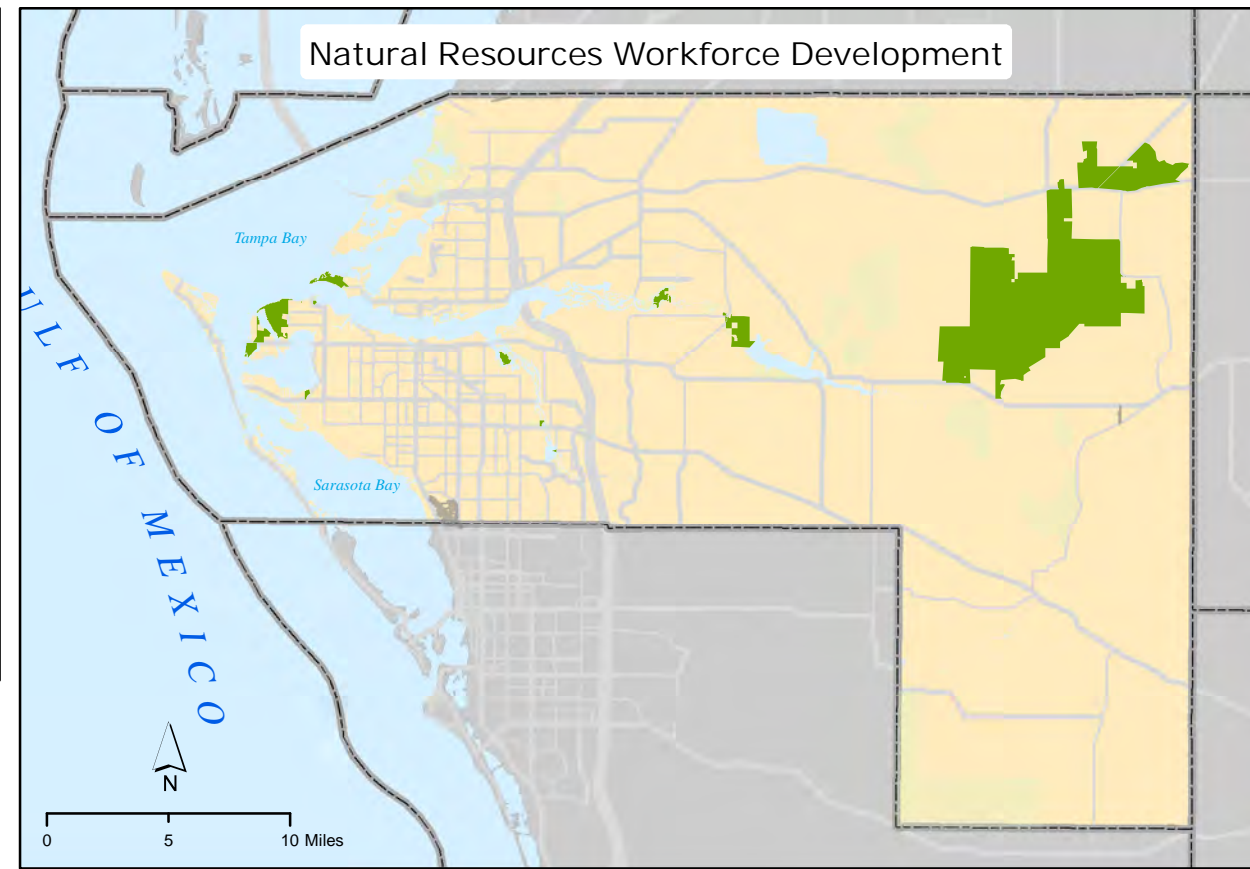 Natural Resources Workforce Development
Tampa Bay
ULF OF MEXICO
Sarasota Bay
N
0 5 10 Miles